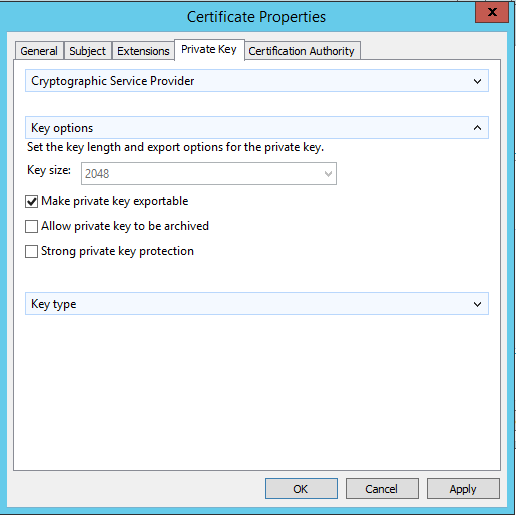 Certificate Properties
General Subject Extensions Private Key Certification Authority
Cryptographic Service Provider
Key options
Set the key length and export options for the private key.
Key size: 2048
Make private key exportable
Allow private key to be archived
Strong private key protection
Key type
OK Cancel Apply